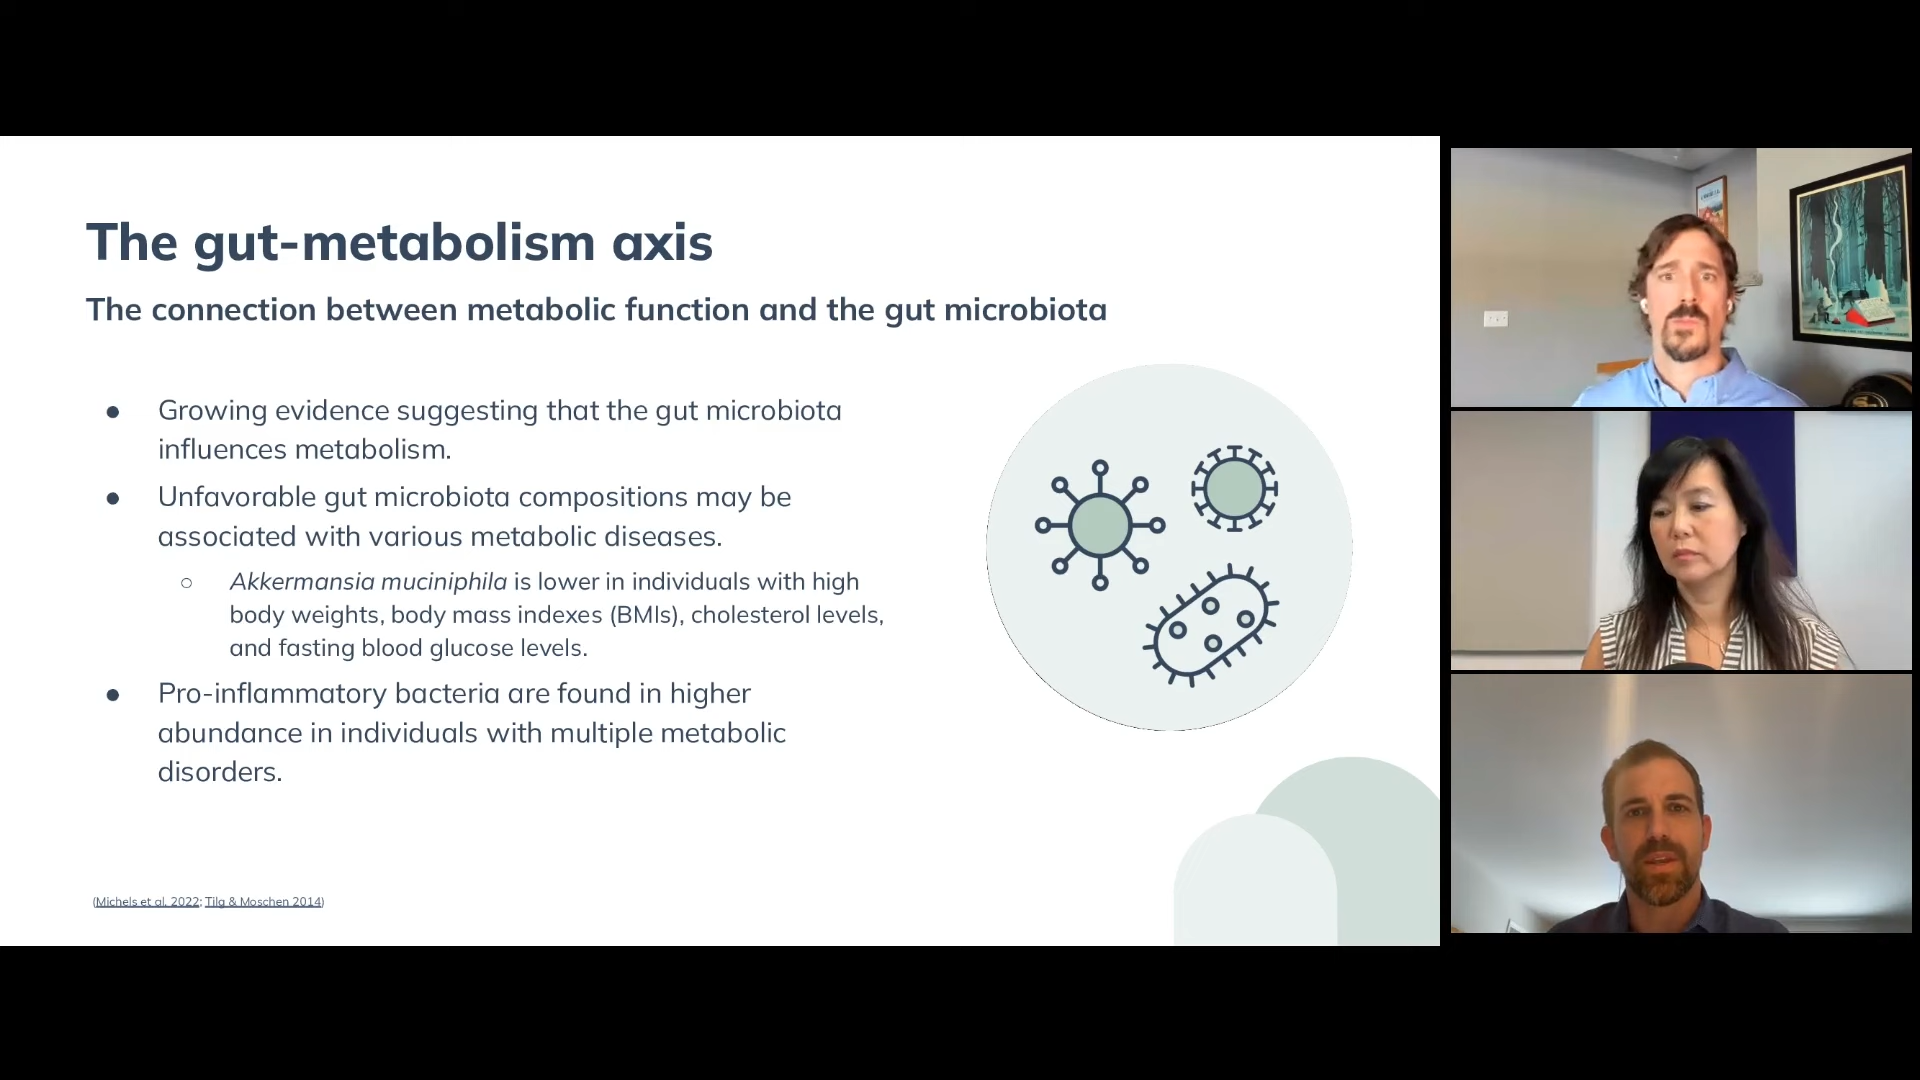 The gut-metabolism axis
The connection between metabolic function and the gut microbiota
● Growing evidence suggesting that the gut microbiota
influences metabolism.
● Unfavorable gut microbiota compositions may be
associated with various metabolic diseases.
○ Akkermansia muciniphila is lower in individuals with high
body weights, body mass indexes (BMIs), cholesterol levels,
and fasting blood glucose levels.
● Pro-inflammatory bacteria are found in higher
abundance in individuals with multiple metabolic
disorders.
(Michels et al. 2022; Tilg & Moschen 2014)